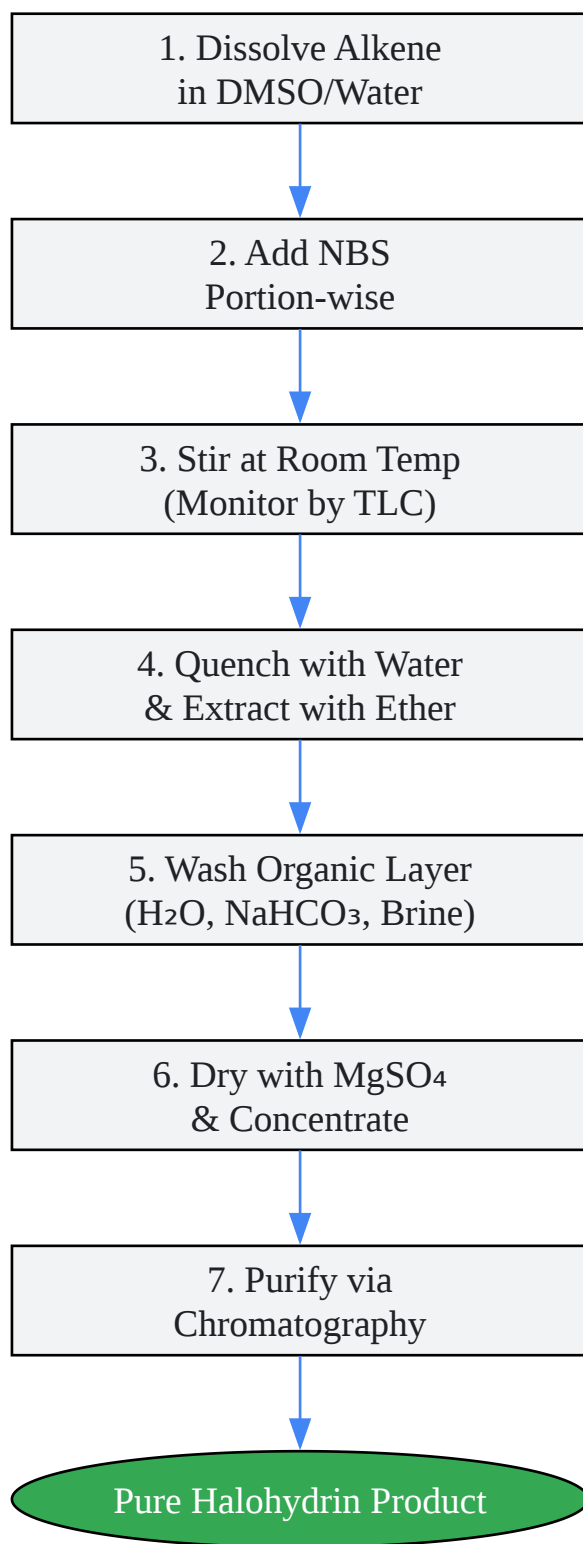 1. Dissolve Alkene
in DMSO/Water
2. Add NBS
Portion-wise
3. Stir at Room Temp
(Monitor by TLC)
4. Quench with Water
& Extract with Ether
5. Wash Organic Layer
(H₂O, NaHCO₃, Brine)
6. Dry with MgSO₄
& Concentrate
7. Purify via
Chromatography
Pure Halohydrin Product